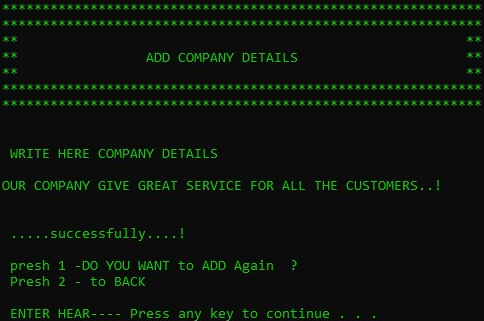 ************************************************************
************************************************************
** **
** ADD COMPANY DETAILS **
** **
************************************************************
************************************************************
WRITE HERE COMPANY DETAILS
OUR COMPANY GIVE GREAT SERVICE FOR ALL THE CUSTOMERS..!
.....successfully....!
presh 1 -DO YOU WANT to ADD Again ?
Presh 2 - to BACK
ENTER HEAR---- Press any key to continue . . .